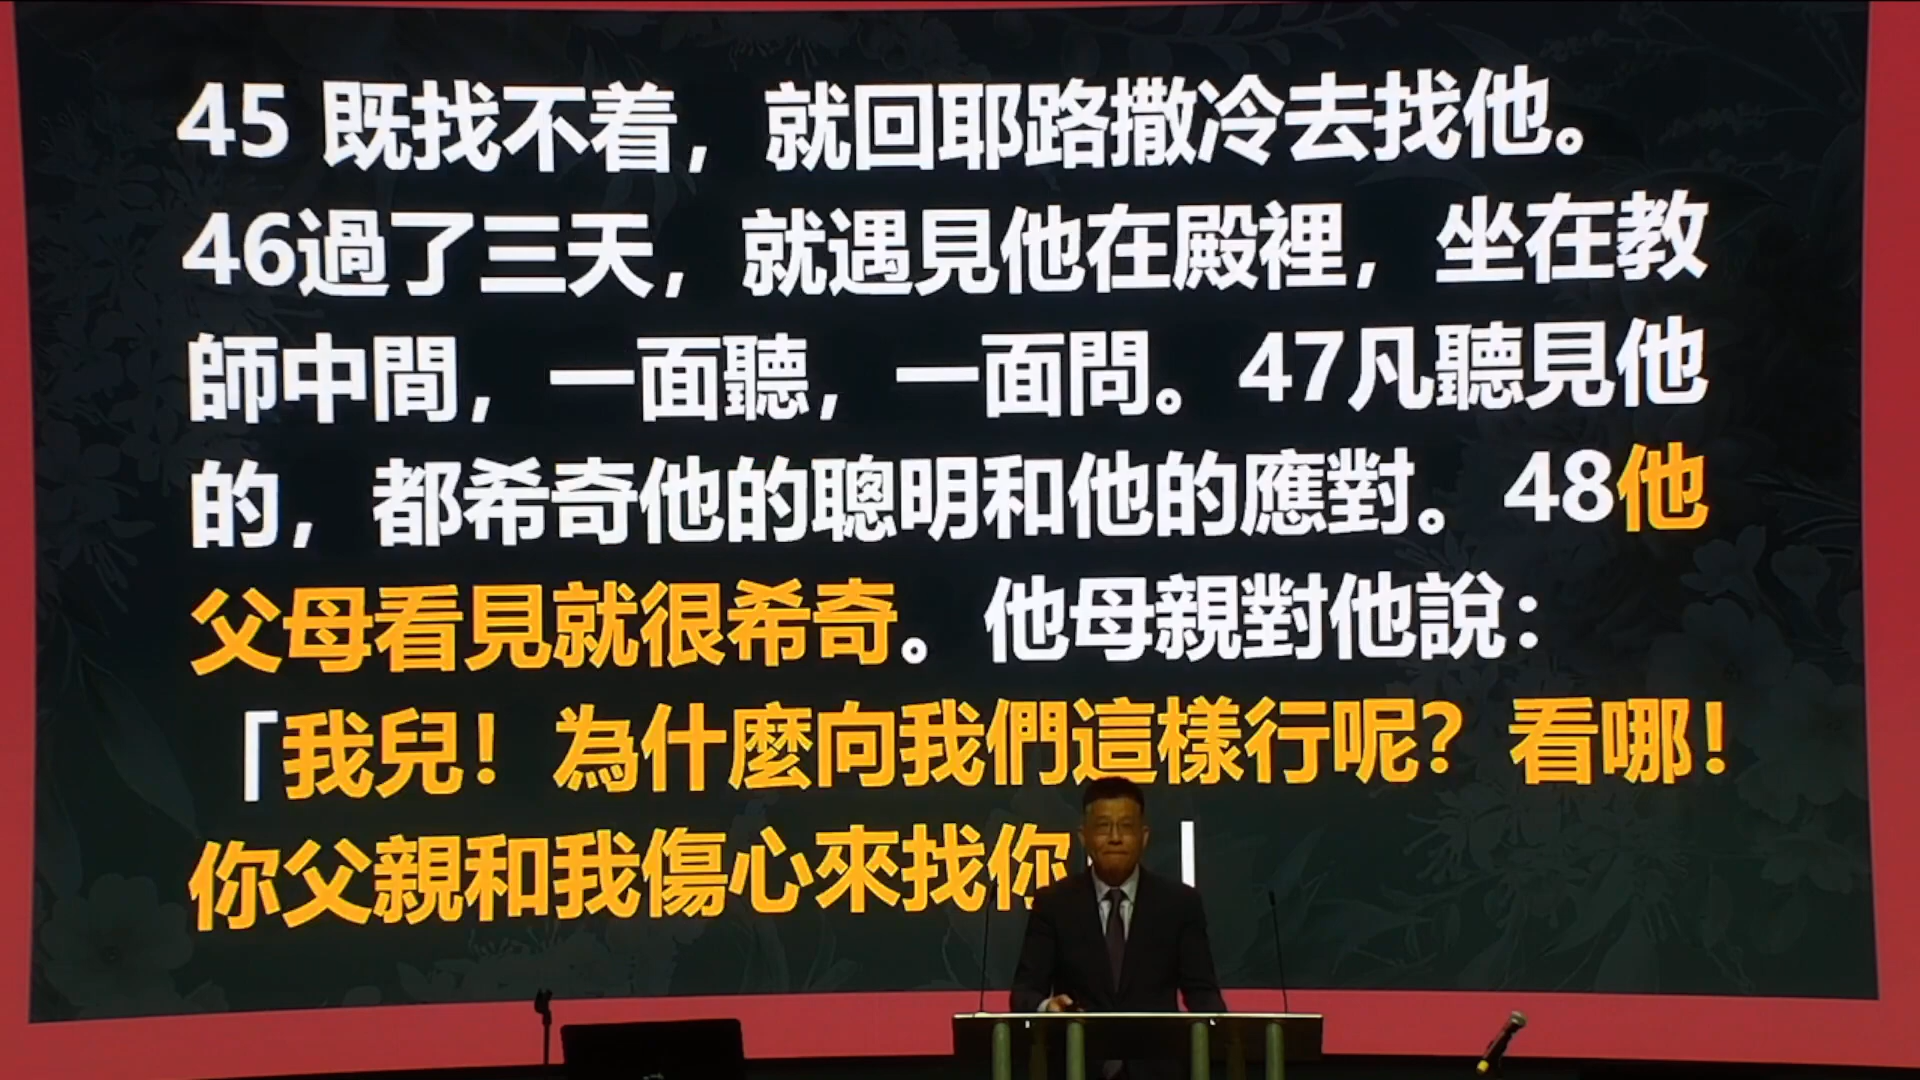 45 既找不着，就回耶路撒冷去找他。
46過了三天，就遇見他在殿裡，坐在教
師中間，一面聽，一面問。47凡聽見他
的，都希奇他的聰明和他的應對。48他
父母看見就很希奇。他母親對他說：
「我兒！為什麼向我們這樣行呢？看哪！
你父親和我傷心來找你！」